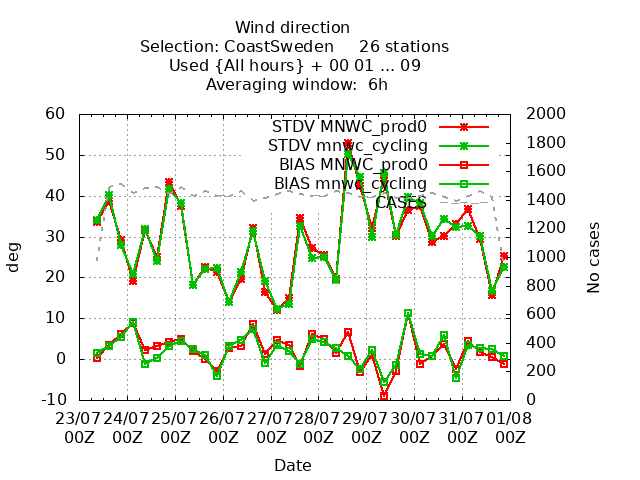 Wind direction
Selection: CoastSweden     26 stations
Used {All hours} + 00 01 ... 09
Averaging window:  6h
60
50
40
30
20
10
0
-10
deg
2000
1800
1600
1400
1200
1000
800
600
400
200
0
No cases
STDV MNWC_prod0
STDV mnwc_cycling
BIAS MNWC_prod0
BIAS mnwc_cycling
CASES
23/07 24/07 25/07 26/07 27/07 28/07 29/07 30/07 31/07 01/08
00Z 00Z 00Z 00Z 00Z 00Z 00Z 00Z 00Z 00Z
Date